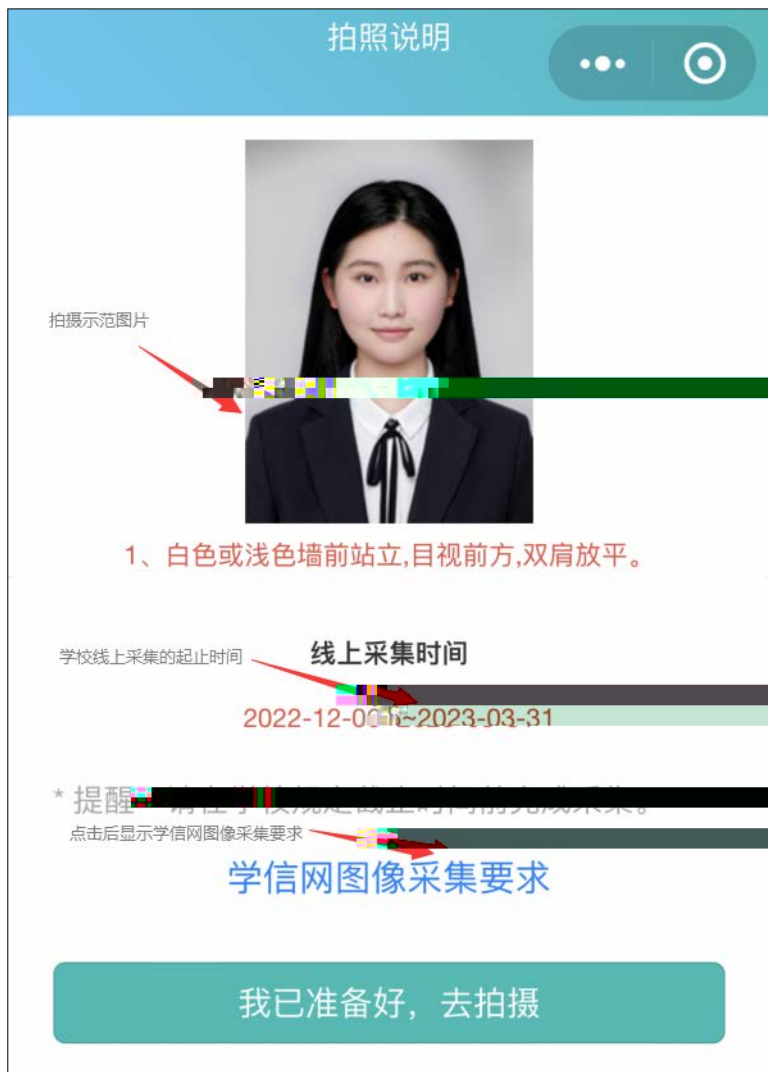 拍照说明
拍摄示范图片
1、白色或浅色墙前站立,目视前方,双肩放平。
学校线上采集的起止时间
线上采集时间
2022-12-0 ~2023-03-31
* 提醒
点击后显示学信网图像采集要求
学信网图像采集要求
我已准备好，去拍摄